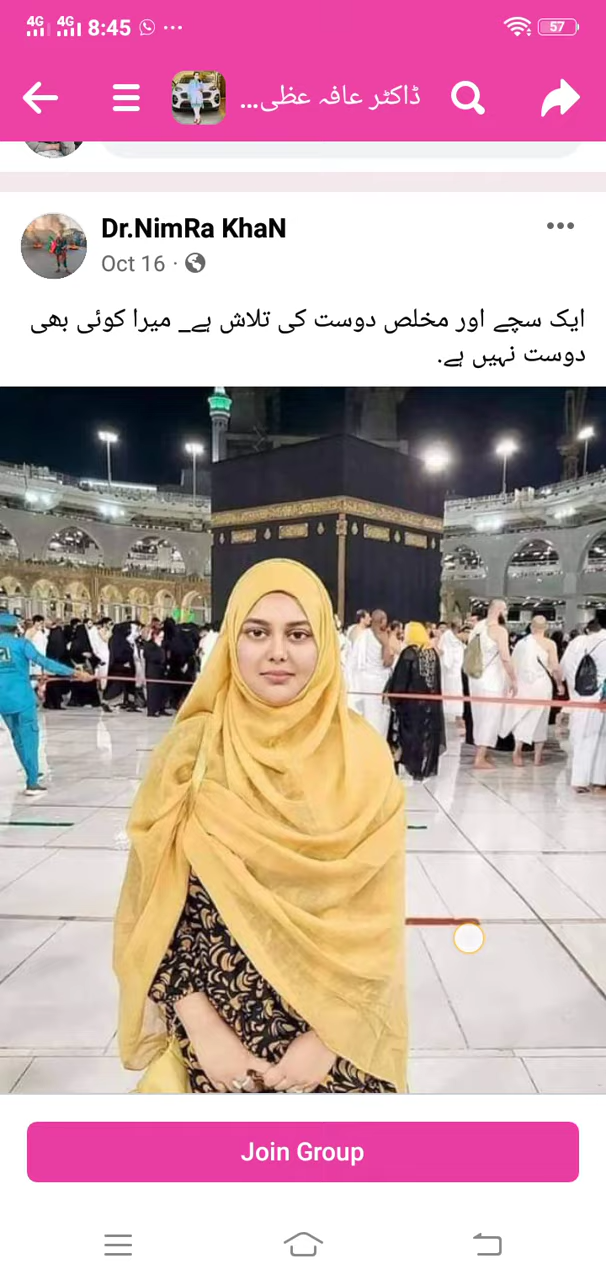 4G 4G 8:45 ... 57
ڈاکٹر عافہ عظی...
Dr.NimRa KhaN
Oct 16 ·
ایک سچے اور مخلص دوست کی تلاش ہے_ میرا کوئی بھی
دوست نہیں ہے.
Join Group